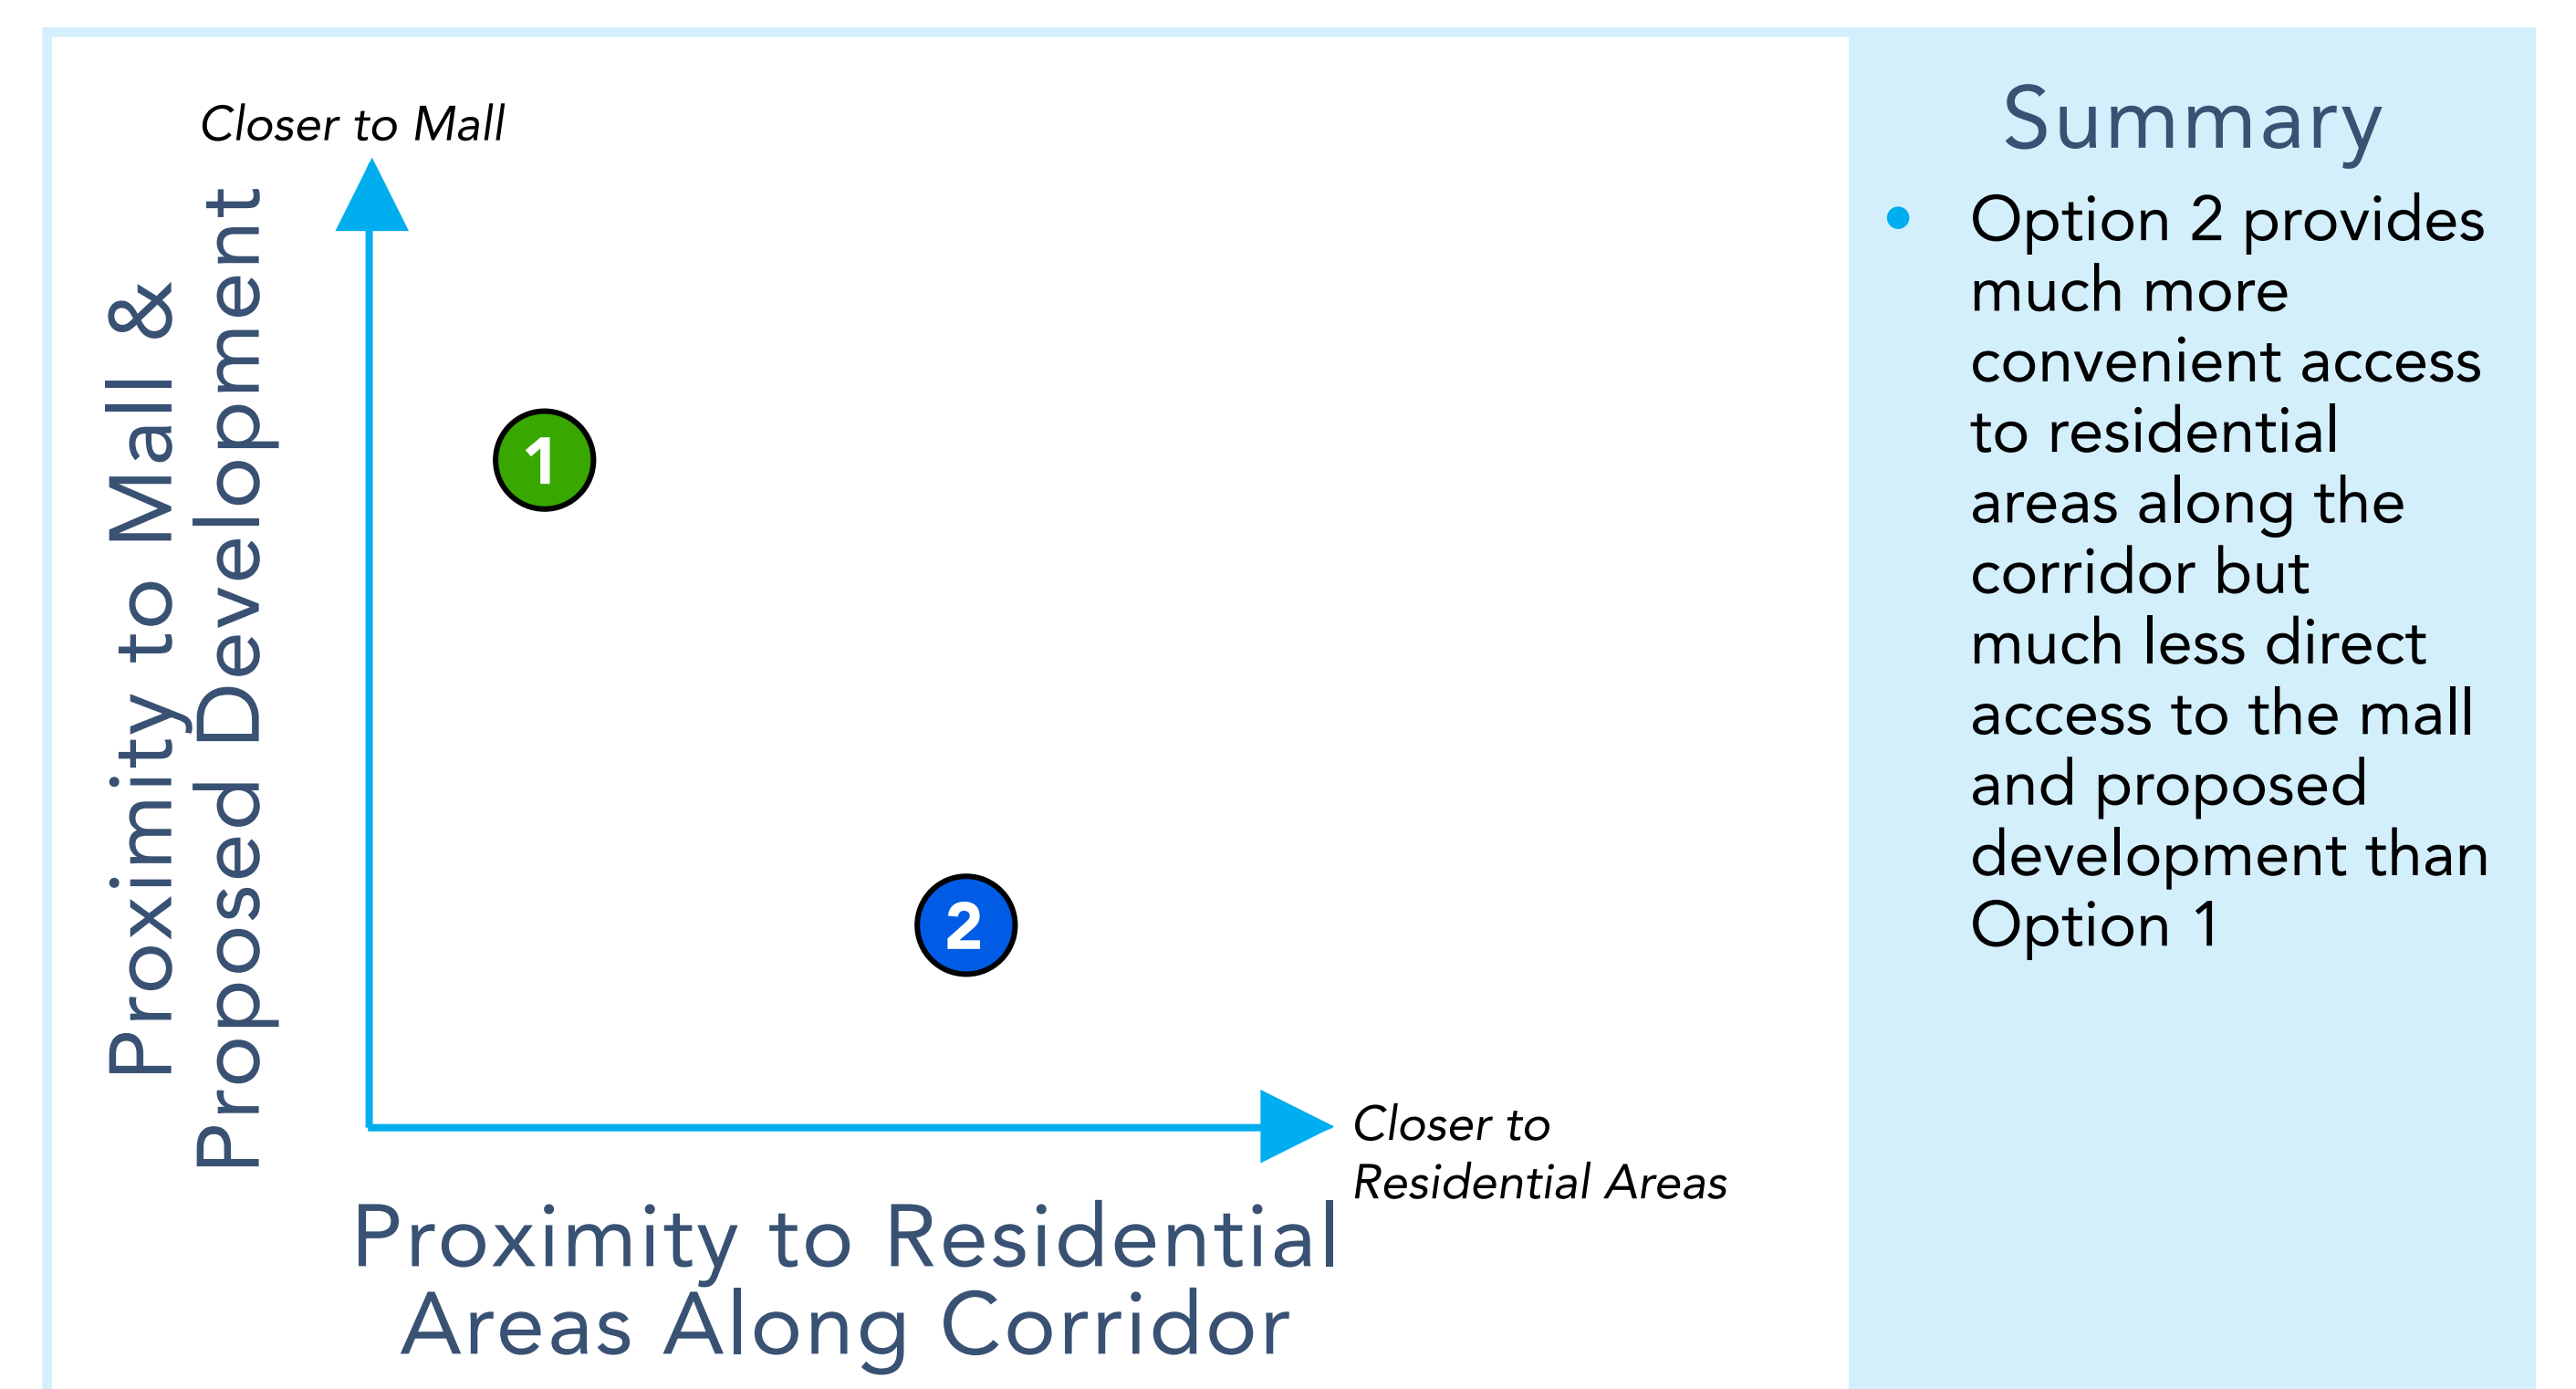 Closer to Mall
Proximity to Mall &
Proposed Development
1
2
Closer to
Residential Areas
Proximity to Residential
Areas Along Corridor
Summary
• Option 2 provides
much more
convenient access
to residential
areas along the
corridor but
much less direct
access to the mall
and proposed
development than
Option 1